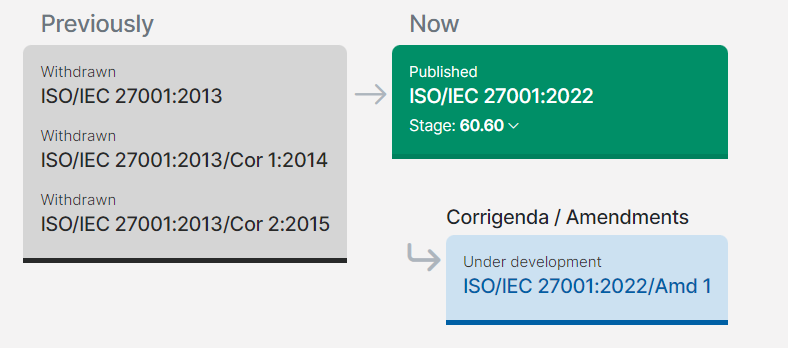 Previously
Withdrawn
ISO/IEC 27001:2013
Withdrawn
ISO/IEC 27001:2013/Cor 1:2014
Withdrawn
ISO/IEC 27001:2013/Cor 2:2015
Now
Published
ISO/IEC 27001:2022
Stage: 60.60
Corrigenda / Amendments
Under development
ISO/IEC 27001:2022/Amd 1